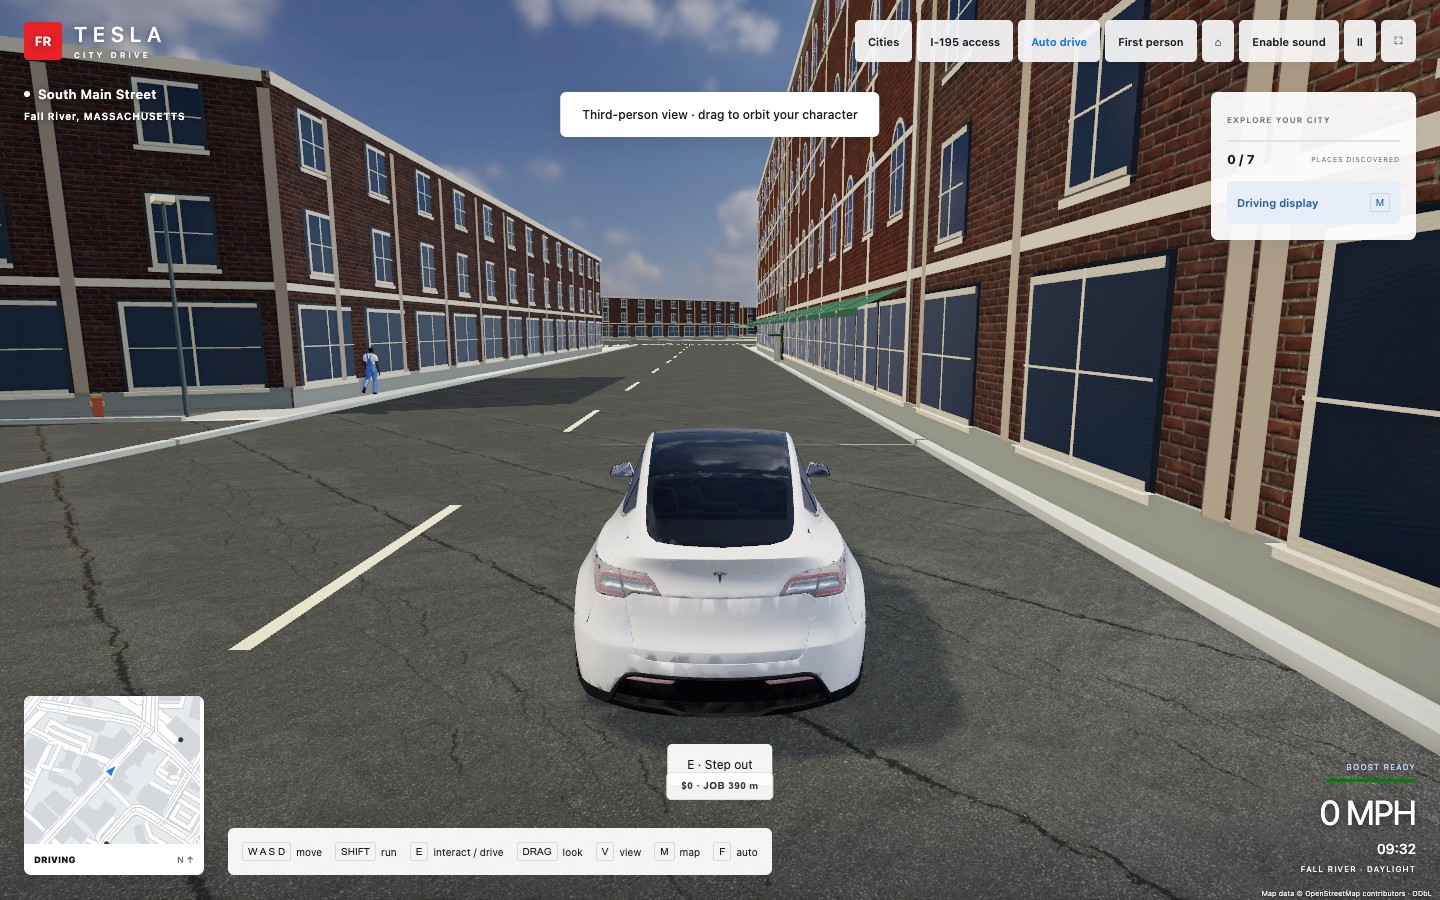 FR
TESLA
CITY DRIVE
South Main Street
Fall River, MASSACHUSETTS
Cities
I-195 access
Auto drive
First person
Enable sound
Third-person view · drag to orbit your character
EXPLORE YOUR CITY
0 / 7 PLACES DISCOVERED
Driving display M
E · Step out
$0 · JOB 390 m
DRIVING N ↑
W A S D move SHIFT run E interact / drive DRAG look V view M map F auto
BOOST READY
0 MPH
09:32
FALL RIVER · DAYLIGHT
Map data © OpenStreetMap contributors · ODbL